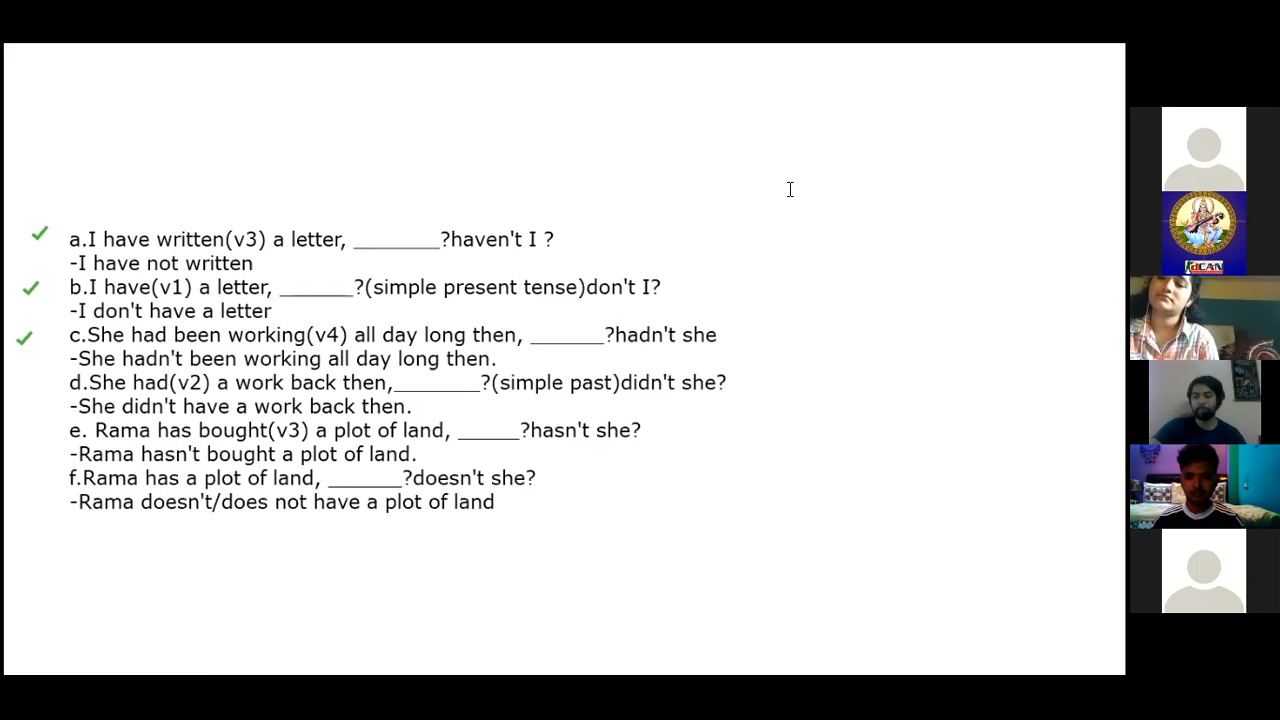 a.I have written(v3) a letter, ________?haven't I ?
-I have not written
b.I have(v1) a letter, _______?(simple present tense)don't I?
-I don't have a letter
c.She had been working(v4) all day long then, _______?hadn't she
-She hadn't been working all day long then.
d.She had(v2) a work back then,________?(simple past)didn't she?
-She didn't have a work back then.
e. Rama has bought(v3) a plot of land, ______?hasn't she?
-Rama hasn't bought a plot of land.
f.Rama has a plot of land, _______?doesn't she?
-Rama doesn't/does not have a plot of land